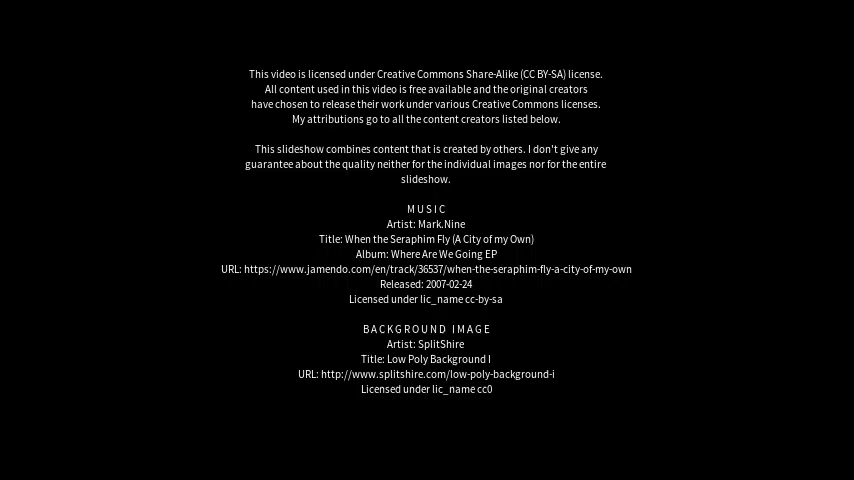 This video is licensed under Creative Commons Share-Alike (CC BY-SA) license.
All content used in this video is free available and the original creators
have chosen to release their work under various Creative Commons licenses.
My attributions go to all the content creators listed below.
This slideshow combines content that is created by others. I don't give any
guarantee about the quality neither for the individual images nor for the entire
slideshow.
MUSIC
Artist: Mark.Nine
Title: When the Seraphim Fly (A City of my Own)
Album: Where Are We Going EP
URL: https://www.jamendo.com/en/track/36537/when-the-seraphim-fly-a-city-of-my-own
Released: 2007-02-24
Licensed under lic_name cc-by-sa
BACKGROUND IMAGE
Artist: SplitShire
Title: Low Poly Background I
URL: http://www.splitshire.com/low-poly-background-i
Licensed under lic_name cc0